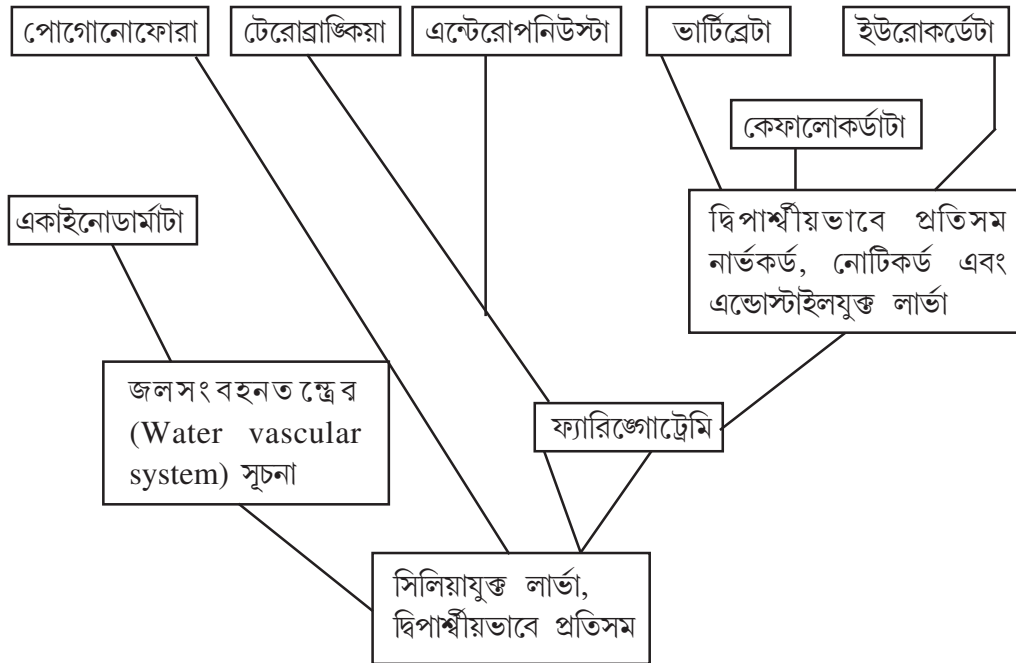 পোগোনোফোরা
টেরোব্রাঙ্কিয়া
এন্টেরোপনিউস্টা
ভার্টিব্রেটা
ইউরোকর্ডেটা
কেফালোকর্ডাটা
একাইনোডার্মাটা
দ্বিপার্শ্বীয়ভাবে প্রতিসম
নার্ভকর্ড, নোটিকর্ড এবং
এন্ডোস্টাইলযুক্ত লার্ভা
জলসংবহনতন্ত্রের
(Water vascular
system) সূচনা
ফ্যারিঙ্গোট্রেমি
সিলিয়াযুক্ত লার্ভা,
দ্বিপার্শ্বীয়ভাবে প্রতিসম